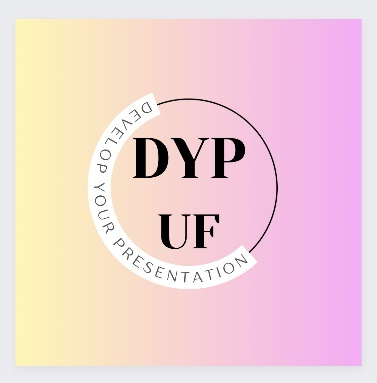 DEVELOP YOUR PRESENTATION
DYP
UF